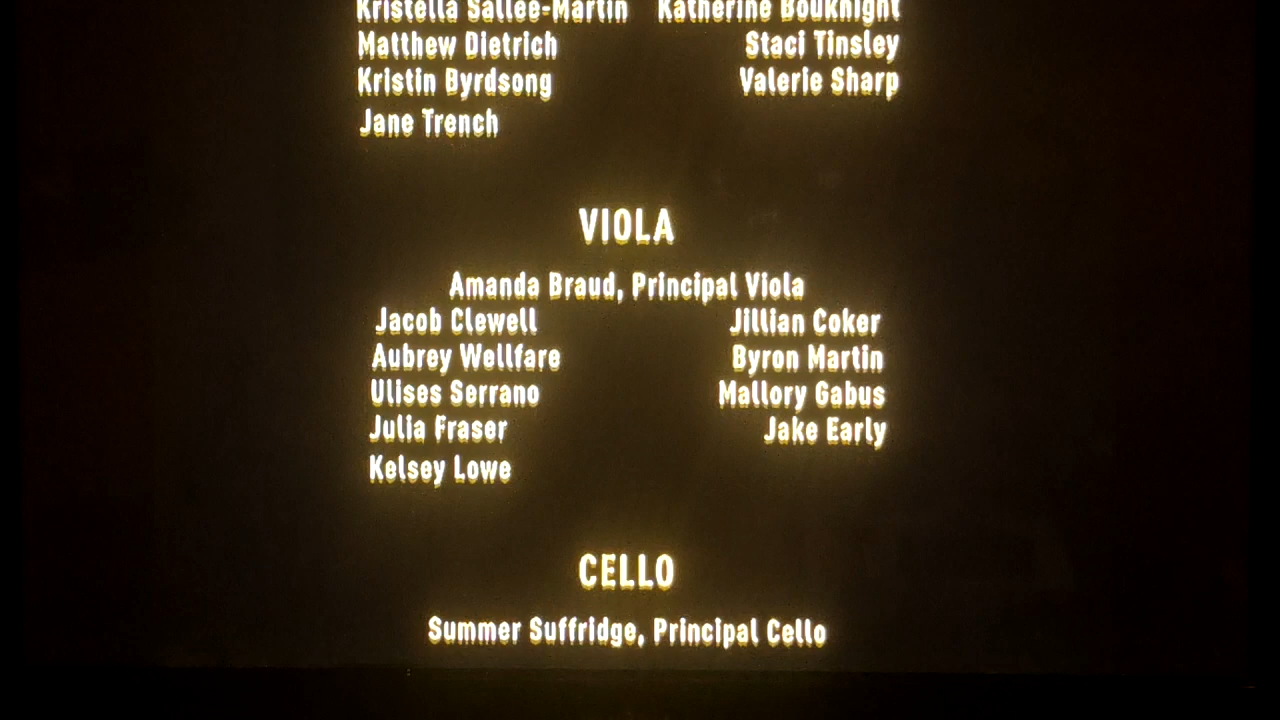 Kristella Sallee-Martin Katherine Bouknight
Matthew Dietrich Staci Tinsley
Kristin Byrdsong Valerie Sharp
Jane Trench
VIOLA
Amanda Braud, Principal Viola
Jacob Clewell Jillian Coker
Aubrey Wellfare Byron Martin
Ulises Serrano Mallory Gabus
Julia Fraser Jake Early
Kelsey Lowe
CELLO
Summer Suffridge, Principal Cello